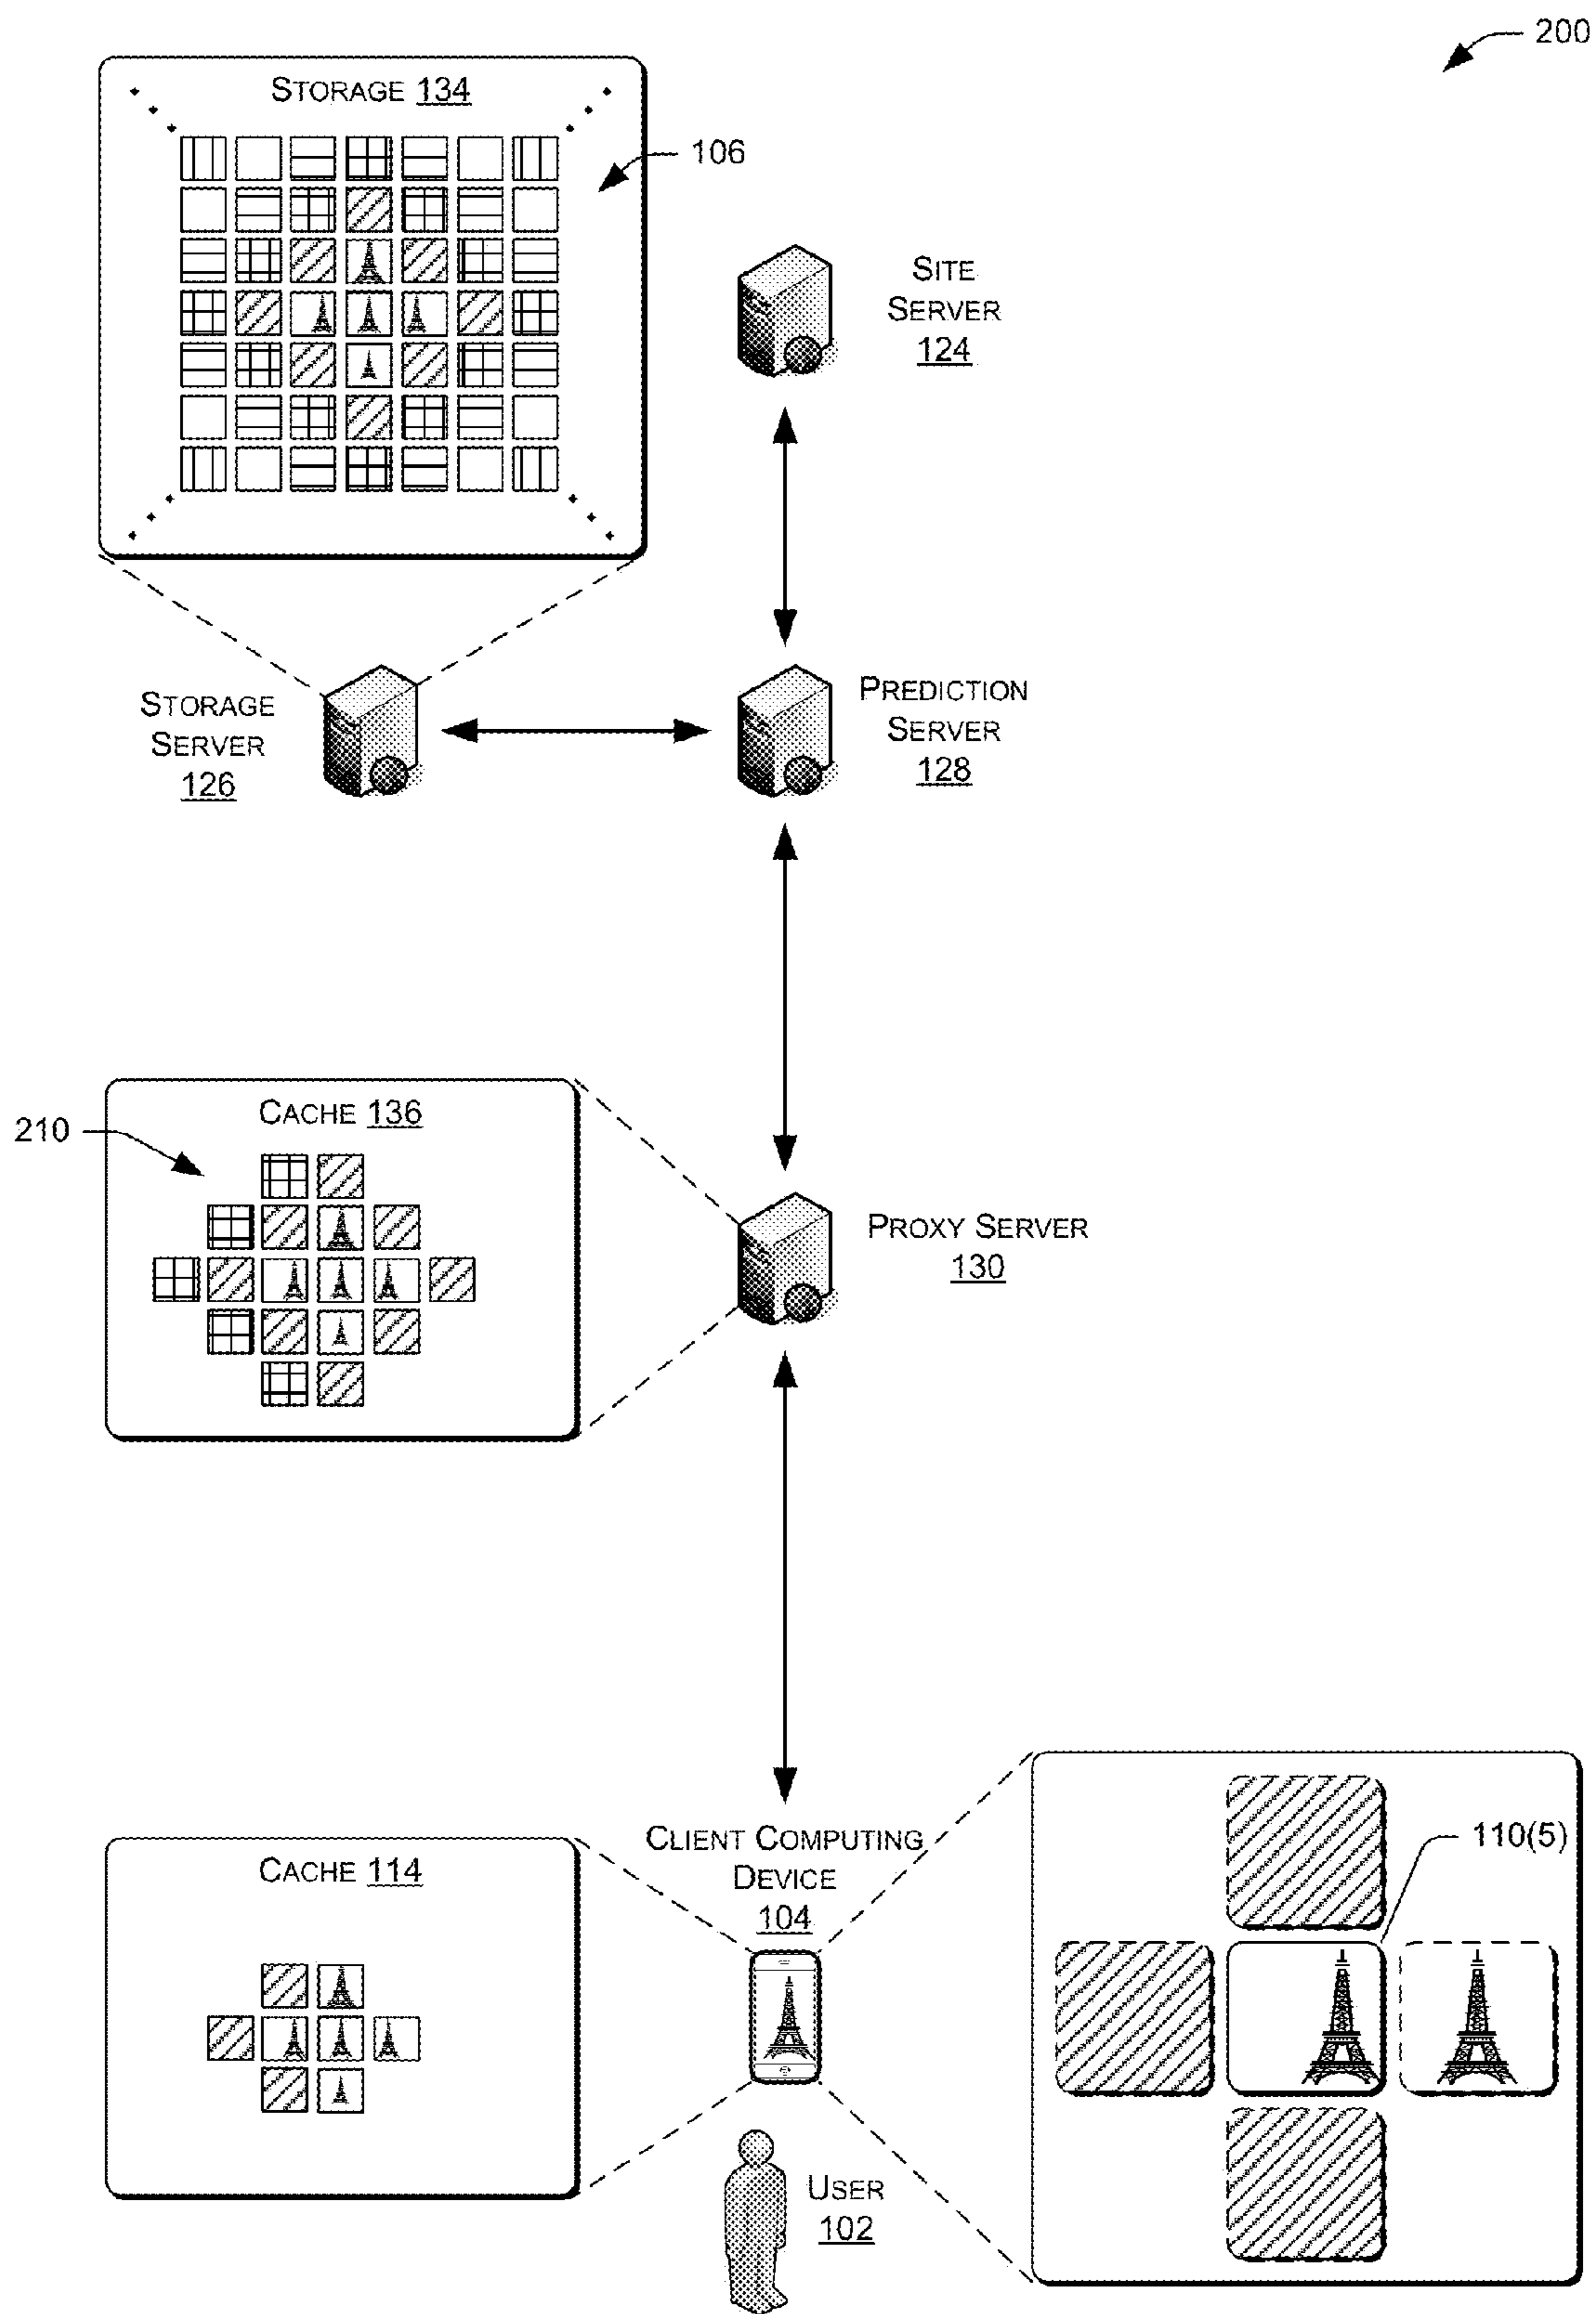 200
STORAGE 134
106
SITE
SERVER
124
STORAGE
SERVER
126
PREDICTION
SERVER
128
CACHE 136
210
PROXY SERVER
130
CLIENT COMPUTING
DEVICE
104
110(5)
CACHE 114
USER
102